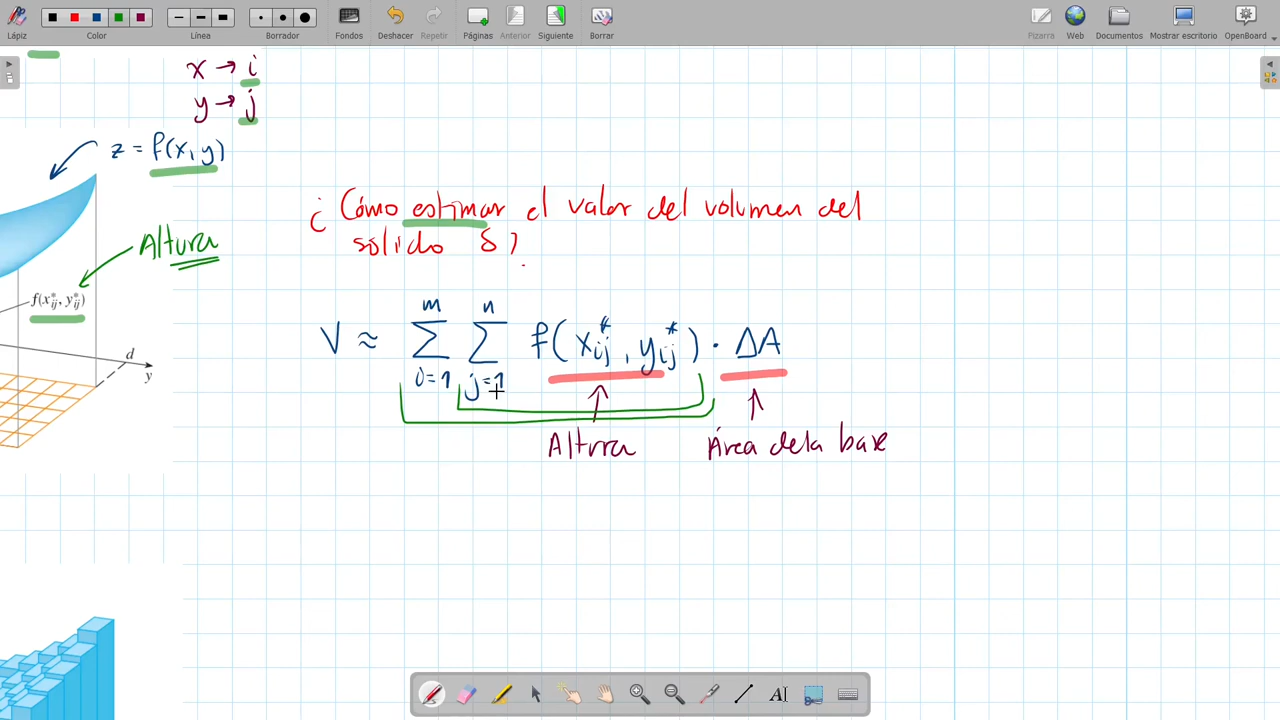 Lápiz
Color
Línea
Borrador
Fondos
Deshacer
Repetir
Páginas
Anterior
Siguiente
Borrar
Pizarra
Web
Documentos
Mostrar escritorio
OpenBoard
x → i
y → j
z = f(x, y)
Altura
f(x*ij, y*ij)
d
y
¿ Cómo estimar el valor del volumen del
solido S ?
V ≈ ∑ i=1 m ∑ j=1 n f(x*ij, y*ij) · ΔA
Altura
Área de la base